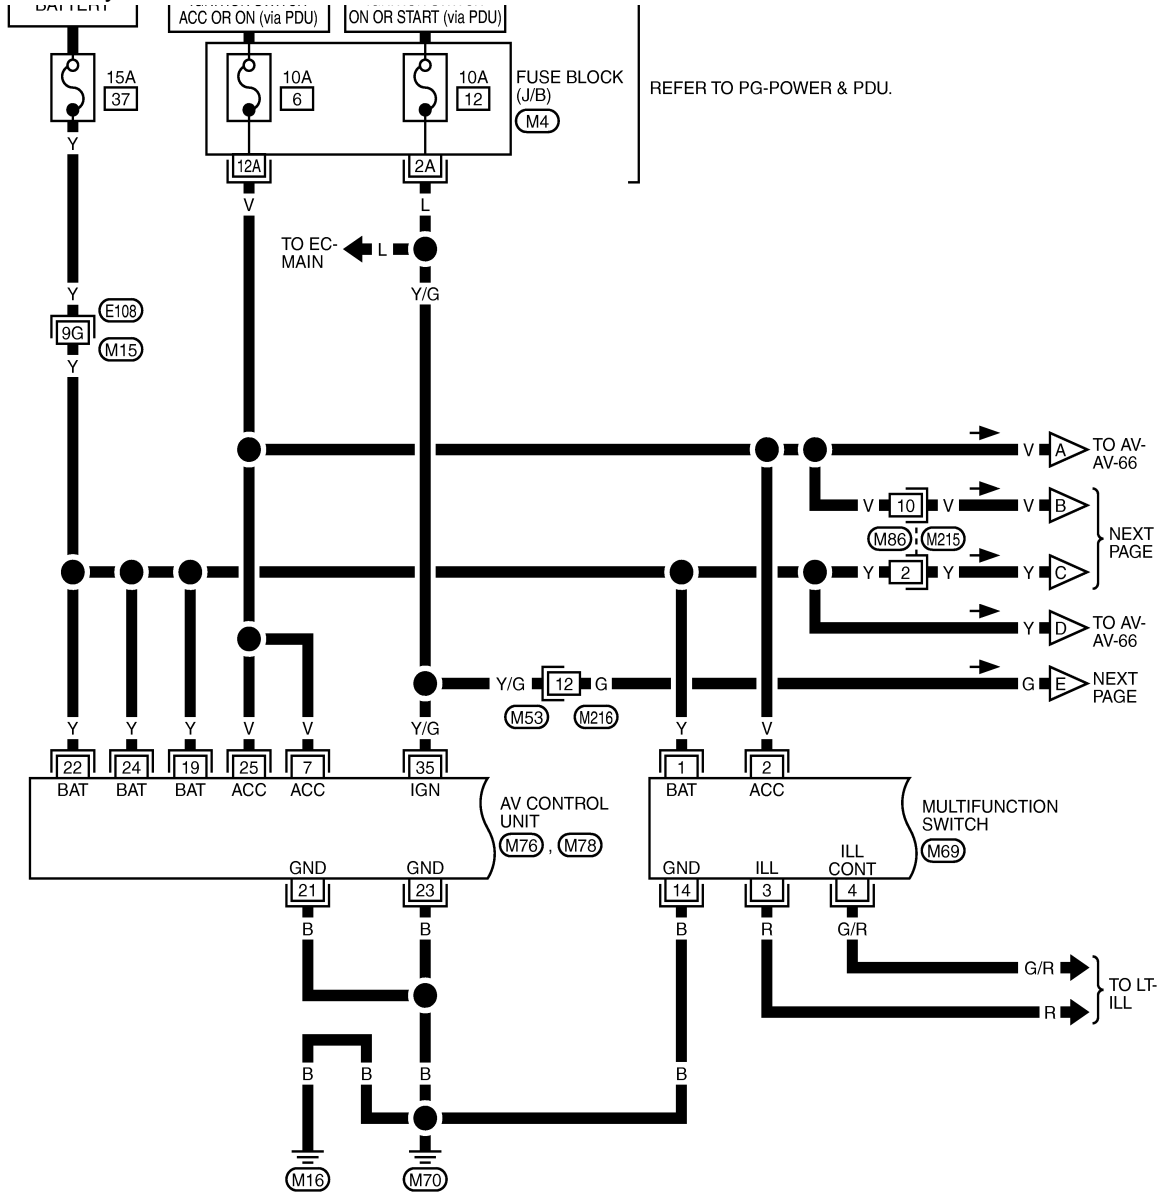 BATTERY
ACC OR ON (via PDU)
ON OR START (via PDU)
15A
37
10A
6
10A
12
FUSE BLOCK
(J/B)
M4
REFER TO PG-POWER & PDU.
Y
12A
2A
V
L
TO EC-
MAIN
L
Y
Y/G
E108
9G
M15
Y
V
A
TO AV-
AV-66
V
10
V
V
B
M86
M215
NEXT
PAGE
Y
2
Y
Y
C
Y
D
TO AV-
AV-66
Y/G
12
G
G
E
NEXT
PAGE
M53
M216
Y
Y
Y
V
V
Y/G
Y
V
22
24
19
25
7
35
1
2
BAT
BAT
BAT
ACC
ACC
IGN
BAT
ACC
AV CONTROL
UNIT
M76 , M78
MULTIFUNCTION
SWITCH
M69
GND
GND
GND
ILL
ILL
CONT
21
23
14
3
4
B
B
B
R
G/R
G/R
R
TO LT-
ILL
B
B
B
B
M16
M70